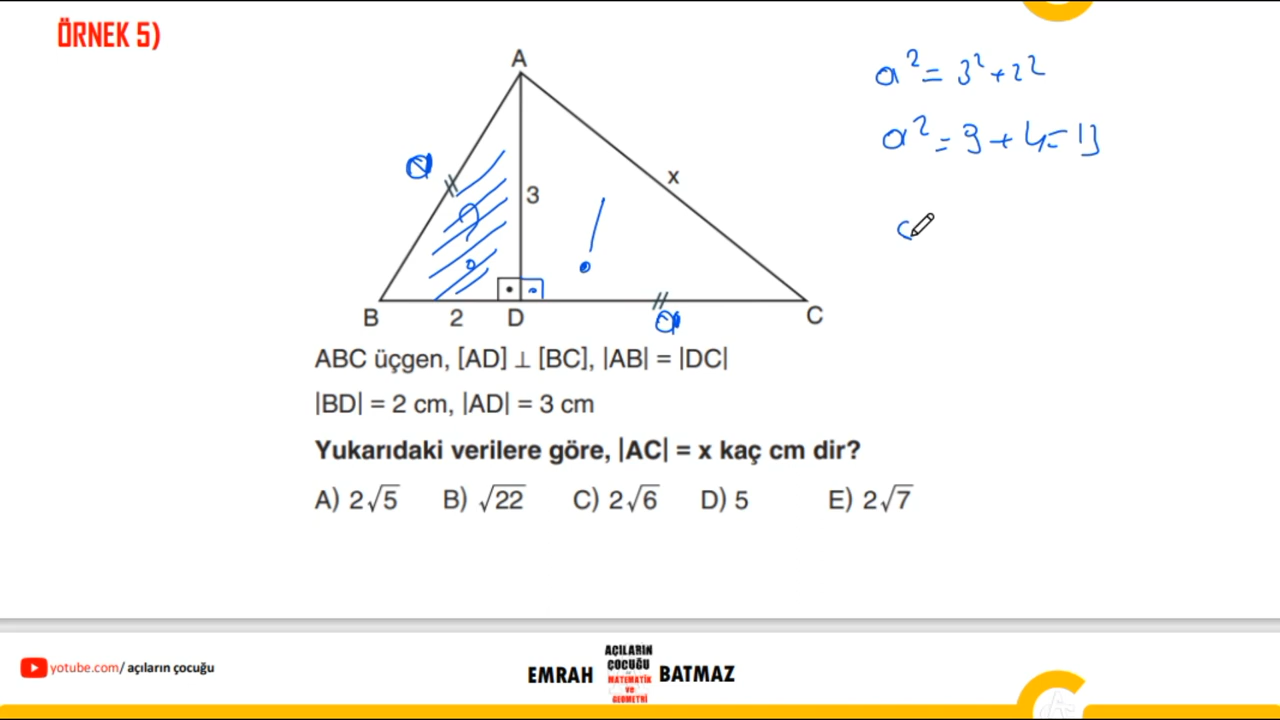 ÖRNEK 5)
A
a² = 3² + 2²
a² = 9 + 4 = 13
a
x
3
?
!
B
2
D
a
C
ABC üçgen, [AD] ⊥ [BC], |AB| = |DC|
|BD| = 2 cm, |AD| = 3 cm
Yukarıdaki verilere göre, |AC| = x kaç cm dir?
A) 2√5 B) √22 C) 2√6 D) 5 E) 2√7
yotube.com/ açıların çocuğu
EMRAH
AÇILARIN
ÇOCUĞU
MATEMATİK
ve
GEOMETRİ
BATMAZ